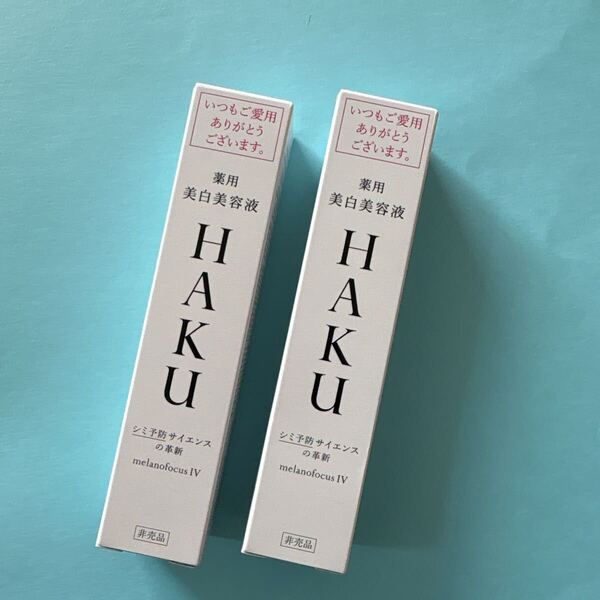 いつもご愛用
ありがとう
ございます。
薬用
美白美容液
HAKU
シミ予防サイエンス
の革新
melanofocus IV
非売品
いつもご愛用
ありがとう
ございます。
薬用
美白美容液
HAKU
シミ予防サイエンス
の革新
melanofocus IV
非売品